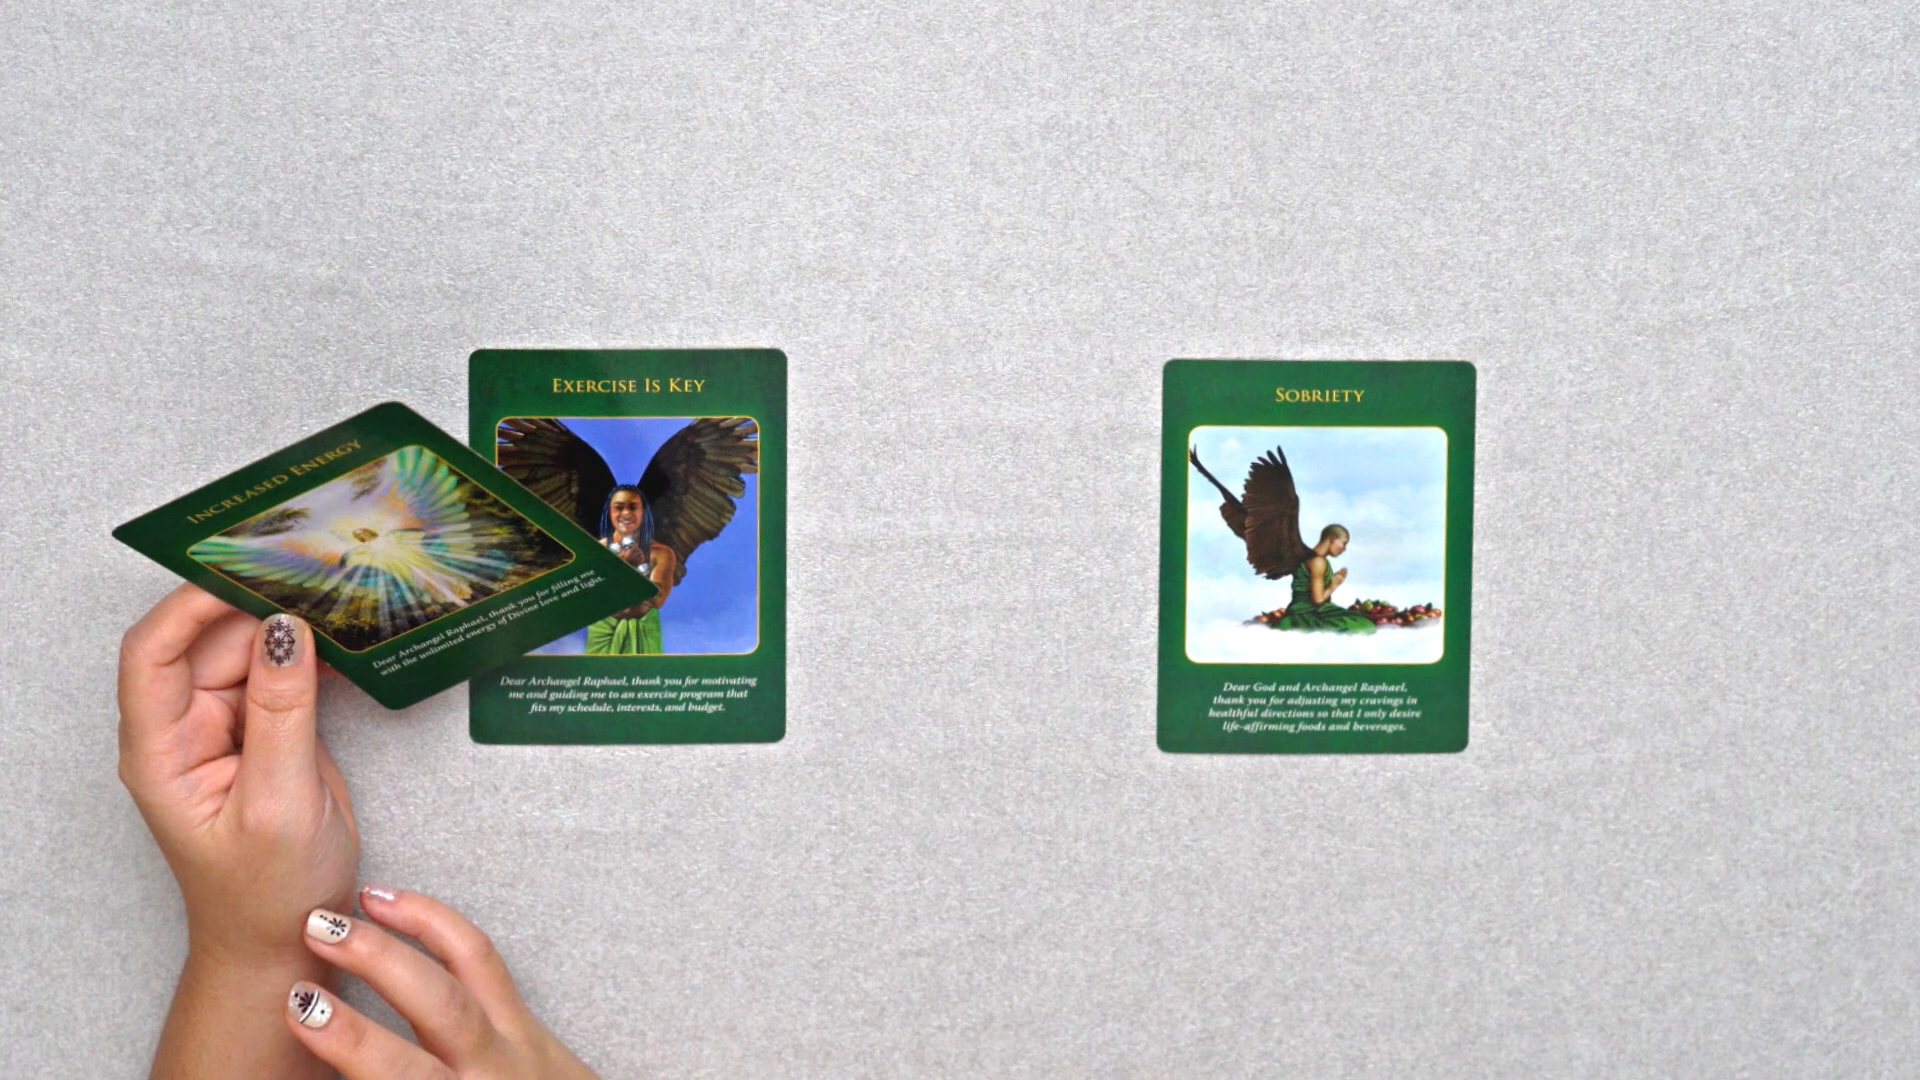 INCREASED ENERGY
Dear Archangel Raphael, thank you for filling me
with the unlimited energy of Divine love and light.
EXERCISE IS KEY
Dear Archangel Raphael, thank you for motivating
me and guiding me to an exercise program that
fits my schedule, interests, and budget.
SOBRIETY
Dear God and Archangel Raphael,
thank you for adjusting my cravings in
healthful directions so that I only desire
life-affirming foods and beverages.